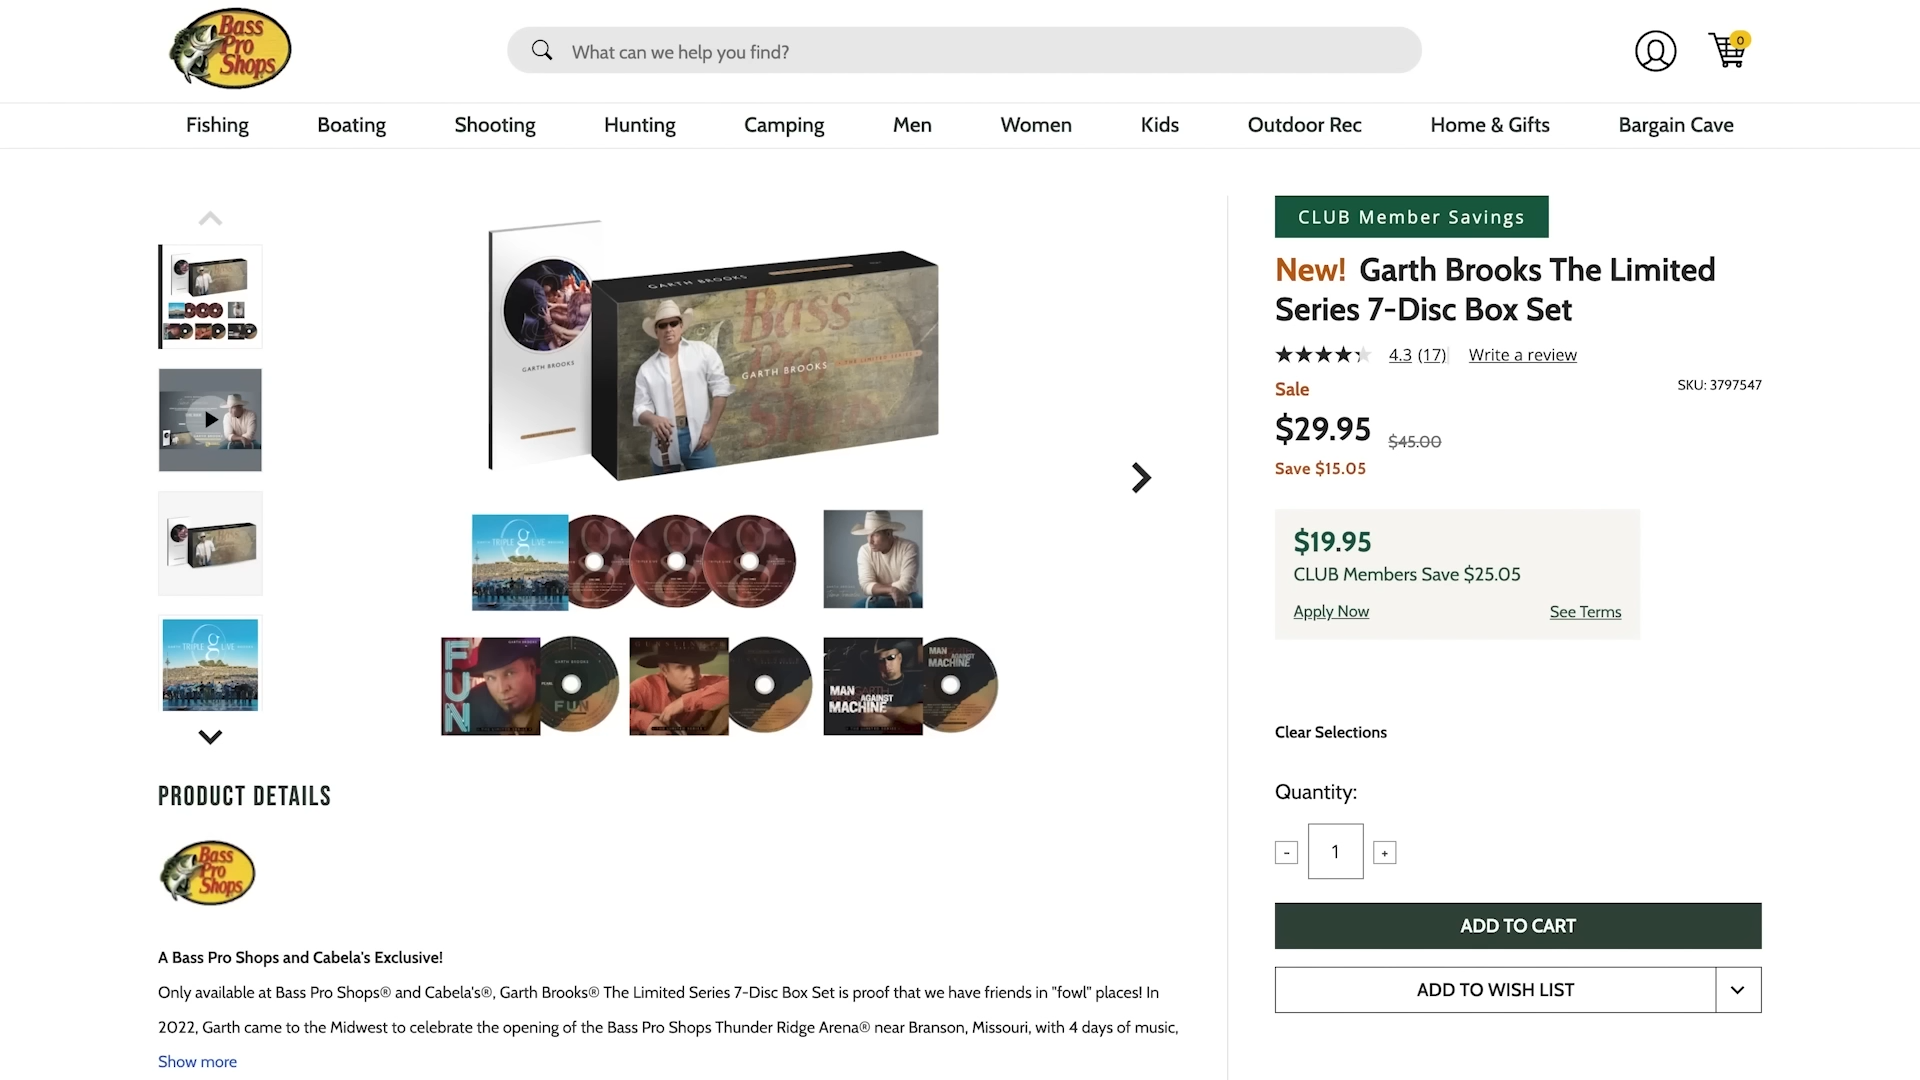 Bass
Pro
Shops
What can we help you find?
0
Fishing
Boating
Shooting
Hunting
Camping
Men
Women
Kids
Outdoor Rec
Home & Gifts
Bargain Cave
CLUB Member Savings
New! Garth Brooks The Limited
Series 7-Disc Box Set
4.3 (17)
Write a review
Sale
SKU: 3797547
$29.95 $45.00
Save $15.05
$19.95
CLUB Members Save $25.05
Apply Now
See Terms
Clear Selections
Quantity:
- 1 +
ADD TO CART
ADD TO WISH LIST
GARTH BROOKS
GARTH BROOKS
Bass
Pro
Shops
GARTH BROOKS
TRIPLE g LIVE
FUN
FUN
MAN
AGAINST
MACHINE
MAN
AGAINST
MACHINE
TRIPLE g LIVE
PRODUCT DETAILS
Bass
Pro
Shops
A Bass Pro Shops and Cabela's Exclusive!
Only available at Bass Pro Shops® and Cabela's®, Garth Brooks® The Limited Series 7-Disc Box Set is proof that we have friends in "fowl" places! In
2022, Garth came to the Midwest to celebrate the opening of the Bass Pro Shops Thunder Ridge Arena® near Branson, Missouri, with 4 days of music,
Show more